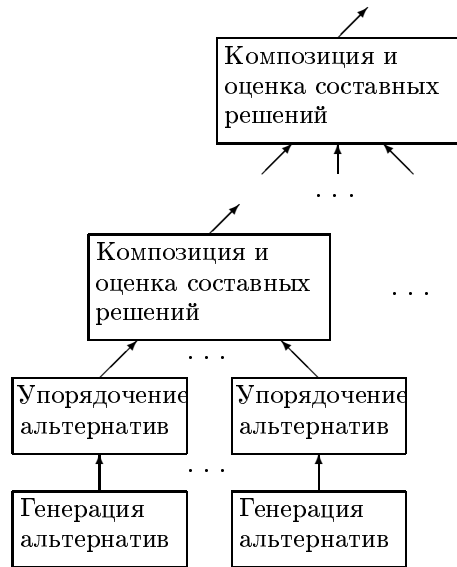 Композиция и
оценка составных
решений
. . .
Композиция и
оценка составных
решений
. . .
. . .
Упорядочение
альтернатив
Упорядочение
альтернатив
. . .
Генерация
альтернатив
Генерация
альтернатив